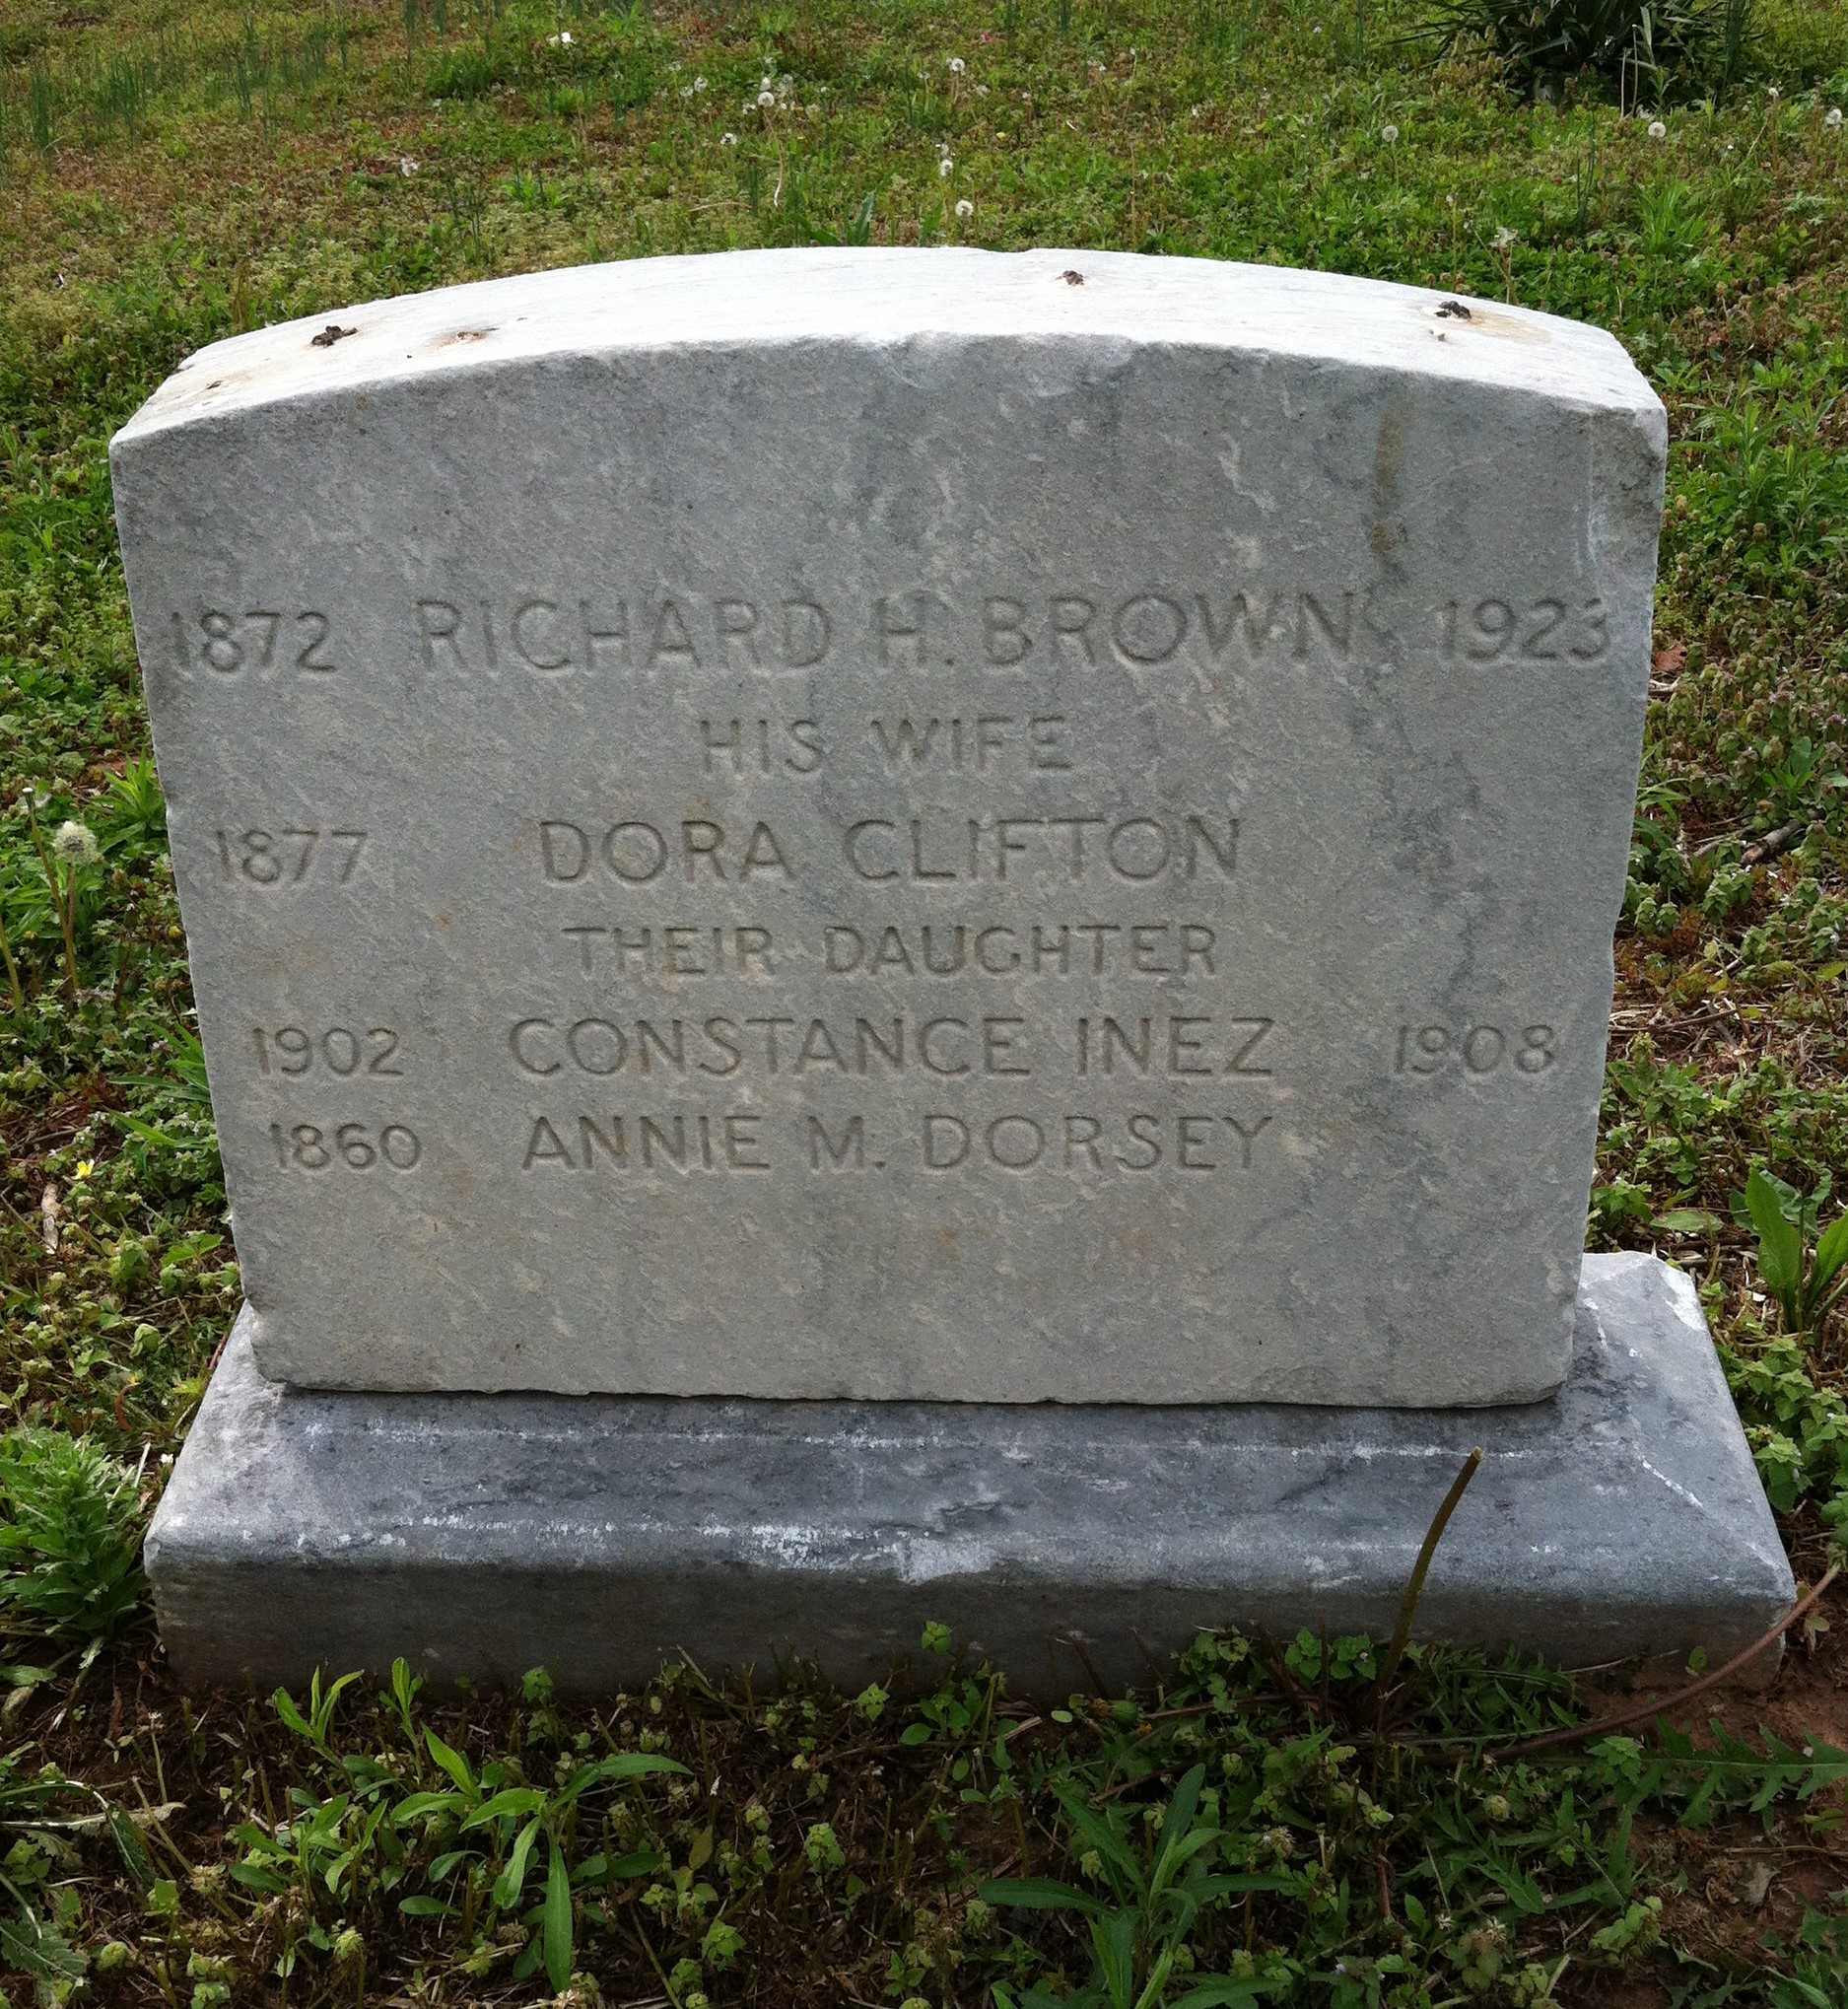 1872 RICHARD H. BROWN 1923
HIS WIFE
1877 DORA CLIFTON
THEIR DAUGHTER
1902 CONSTANCE INEZ 1908
1860 ANNIE M. DORSEY